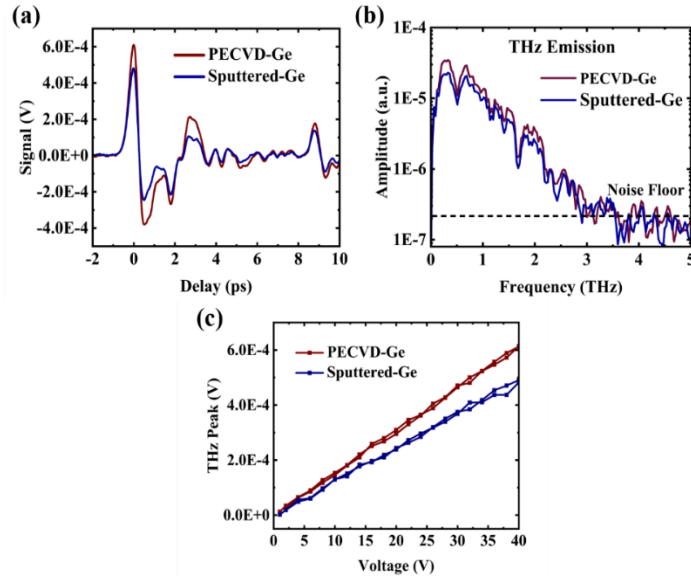 (a)
PECVD-Ge
Sputtered-Ge
6.0E-4
4.0E-4
2.0E-4
0.0E+0
-2.0E-4
-4.0E-4
Signal (V)
-2 0 2 4 6 8 10
Delay (ps)
(b)
THz Emission
PECVD-Ge
Sputtered-Ge
Noise Floor
1E-4
1E-5
1E-6
1E-7
Amplitude (a.u.)
0 1 2 3 4 5
Frequency (THz)
(c)
PECVD-Ge
Sputtered-Ge
6.0E-4
4.0E-4
2.0E-4
0.0E+0
THz Peak (V)
0 5 10 15 20 25 30 35 40
Voltage (V)